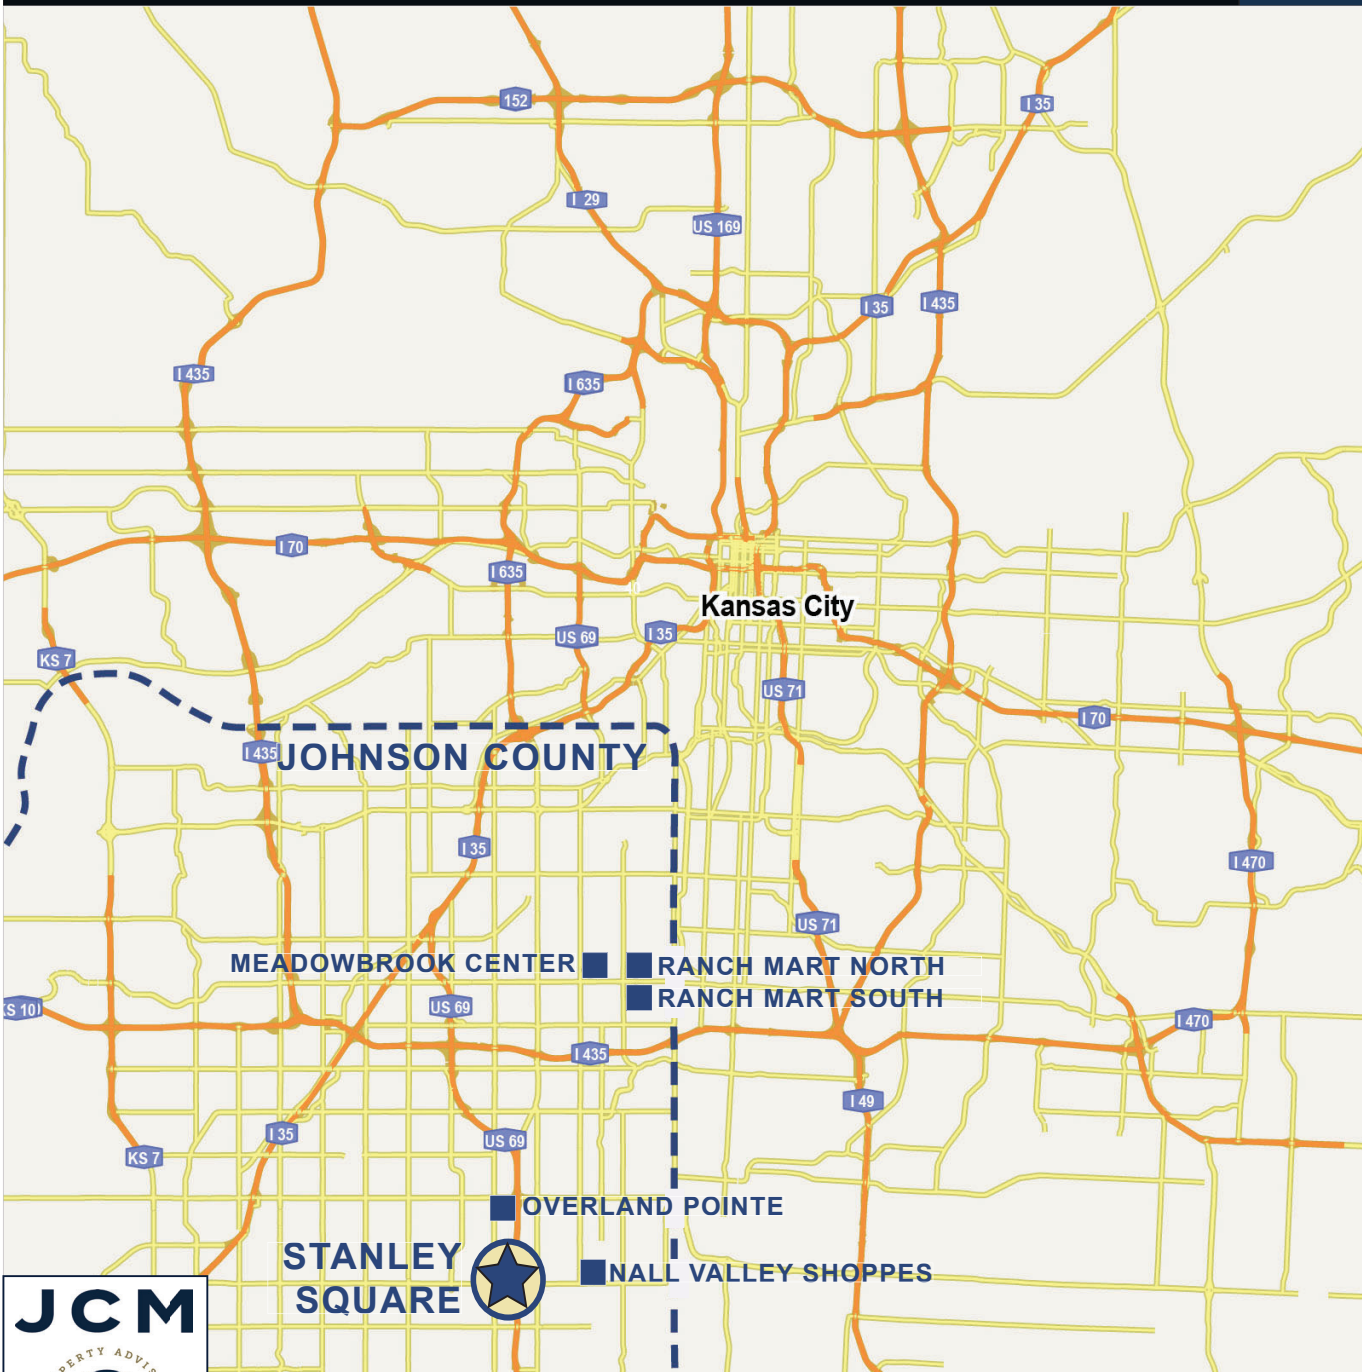 152
I 35
I 29
US 169
I 35
I 435
I 435
I 635
I 70
I 635
Kansas City
US 69
I 35
KS 7
US 71
I 70
I 435
JOHNSON COUNTY
I 35
I 470
US 71
MEADOWBROOK CENTER
RANCH MART NORTH
RANCH MART SOUTH
US 69
KS 10
I 470
I 435
I 49
I 35
US 69
KS 7
OVERLAND POINTE
STANLEY
SQUARE
NALL VALLEY SHOPPES
JCM